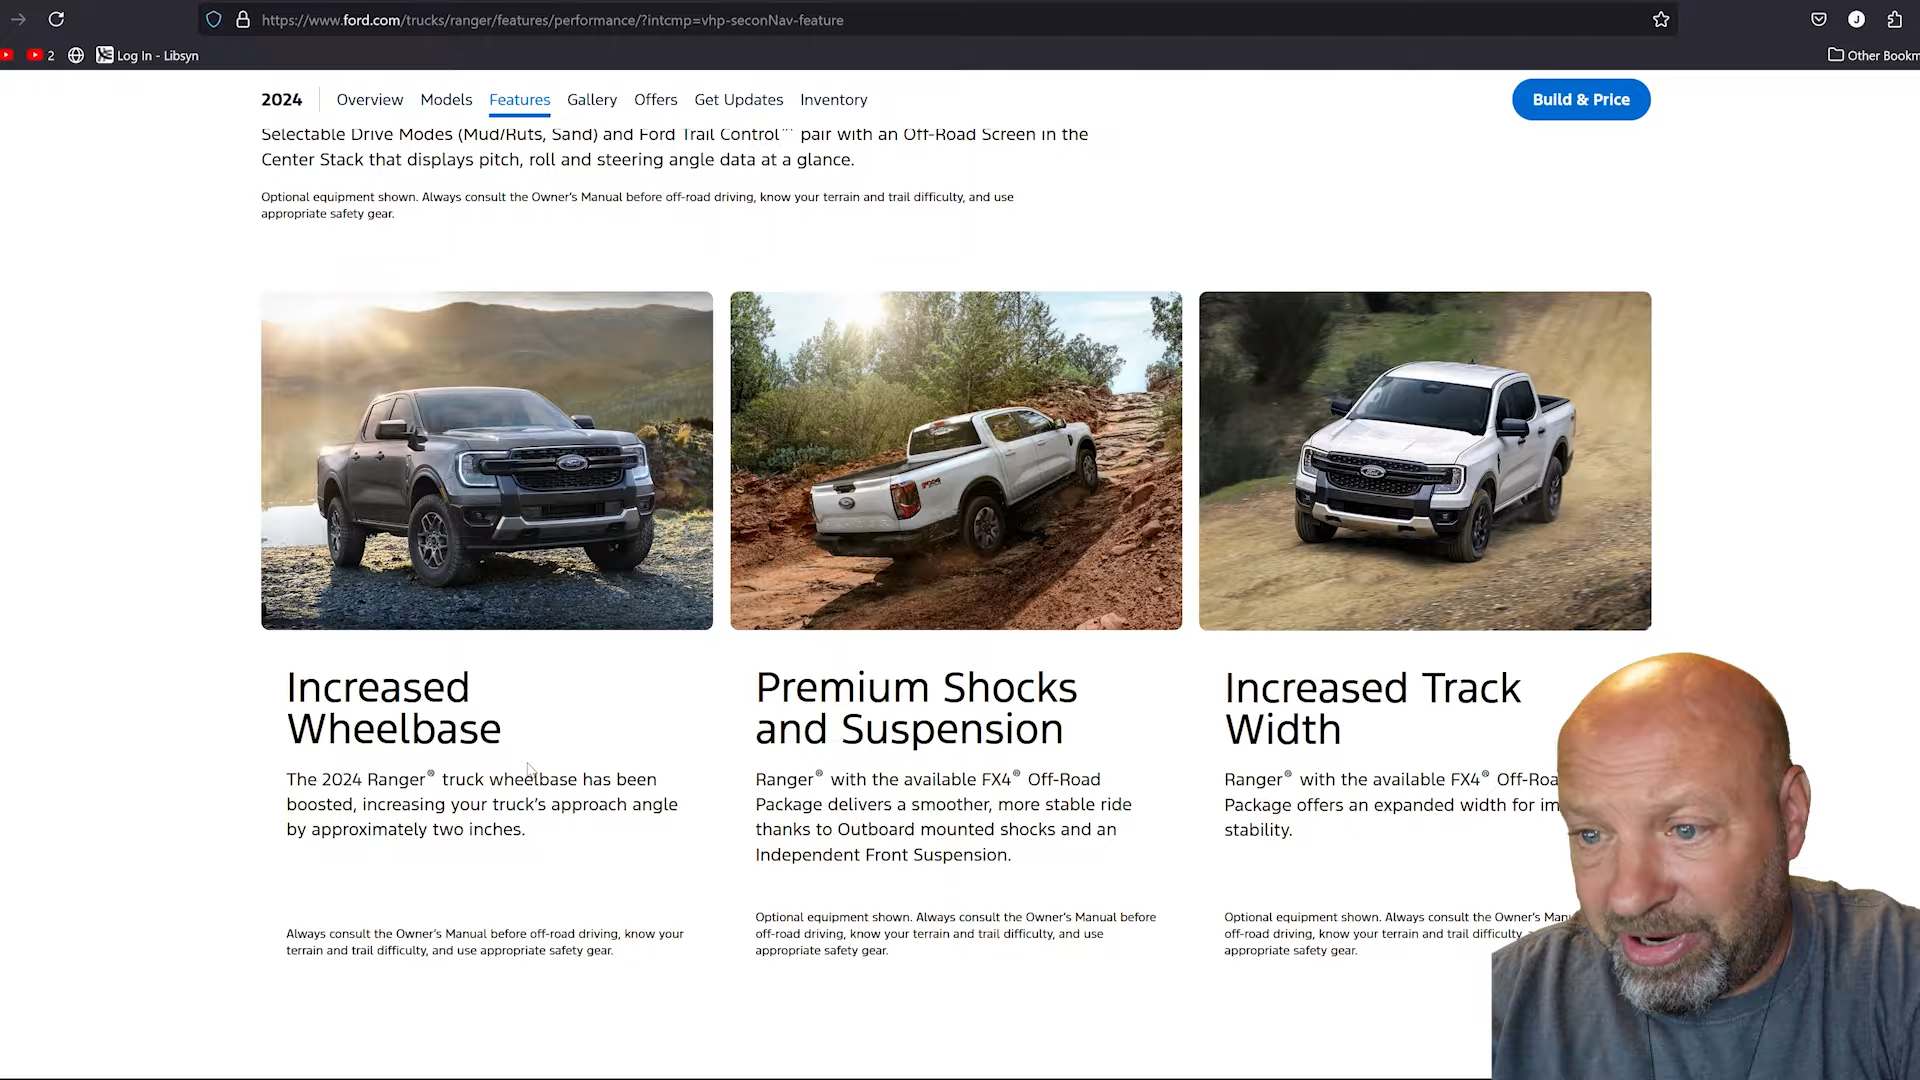 https://www.ford.com/trucks/ranger/features/performance/?intcmp=vhp-seconNav-feature
2
Log In - Libsyn
Other Bookm
2024
Overview
Models
Features
Gallery
Offers
Get Updates
Inventory
Build & Price
Selectable Drive Modes (Mud/Ruts, Sand) and Ford Trail Control™ pair with an Off-Road Screen in the
Center Stack that displays pitch, roll and steering angle data at a glance.
Optional equipment shown. Always consult the Owner's Manual before off-road driving, know your terrain and trail difficulty, and use
appropriate safety gear.
Increased
Wheelbase
The 2024 Ranger® truck wheelbase has been
boosted, increasing your truck's approach angle
by approximately two inches.
Always consult the Owner's Manual before off-road driving, know your
terrain and trail difficulty, and use appropriate safety gear.
Premium Shocks
and Suspension
Ranger® with the available FX4® Off-Road
Package delivers a smoother, more stable ride
thanks to Outboard mounted shocks and an
Independent Front Suspension.
Optional equipment shown. Always consult the Owner's Manual before
off-road driving, know your terrain and trail difficulty, and use
appropriate safety gear.
Increased Track
Width
Ranger® with the available FX4® Off-Roa
Package offers an expanded width for im
stability.
Optional equipment shown. Always consult the Owner's Man
off-road driving, know your terrain and trail difficulty,
appropriate safety gear.